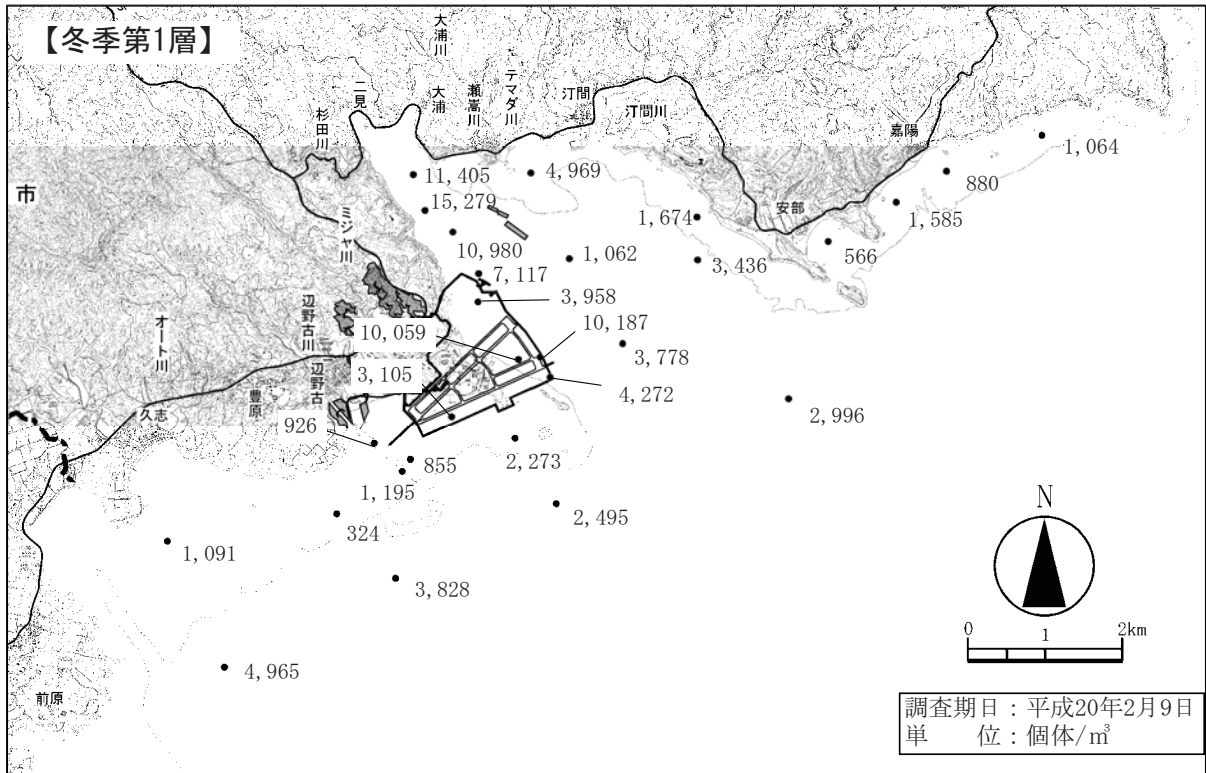 【冬季第1層】
大浦川
テマダ川
瀬嵩川
大浦
二見
杉田川
汀間
汀間川
嘉陽
安部
市
ミジャ川
辺野古川
オート川
辺野古
豊原
久志
前原
1,064
880
1,585
566
11,405
4,969
15,279
1,674
10,980
1,062
3,436
7,117
3,958
10,059
10,187
3,778
3,105
4,272
2,996
926
2,273
855
1,195
2,495
324
1,091
3,828
4,965
N
0 1 2km
調査期日：平成20年2月9日
単　　位：個体/㎥